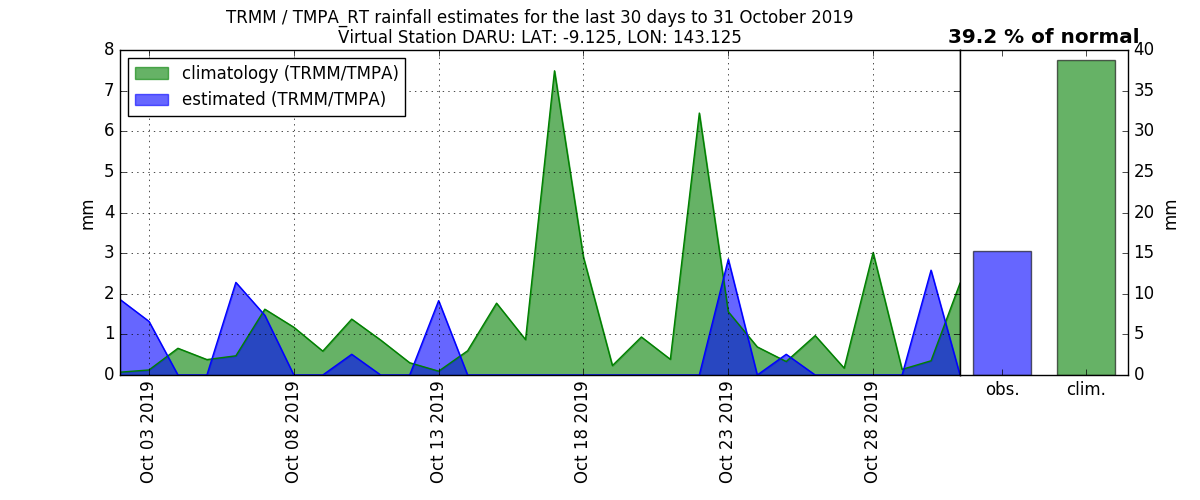 TRMM / TMPA_RT rainfall estimates for the last 30 days to 31 October 2019
Virtual Station DARU: LAT: -9.125, LON: 143.125
39.2 % of normal
climatology (TRMM/TMPA)
estimated (TRMM/TMPA)
8
7
6
5
4
3
2
1
0
mm
Oct 03 2019
Oct 08 2019
Oct 13 2019
Oct 18 2019
Oct 23 2019
Oct 28 2019
obs.
clim.
40
35
30
25
20
15
10
5
0
mm